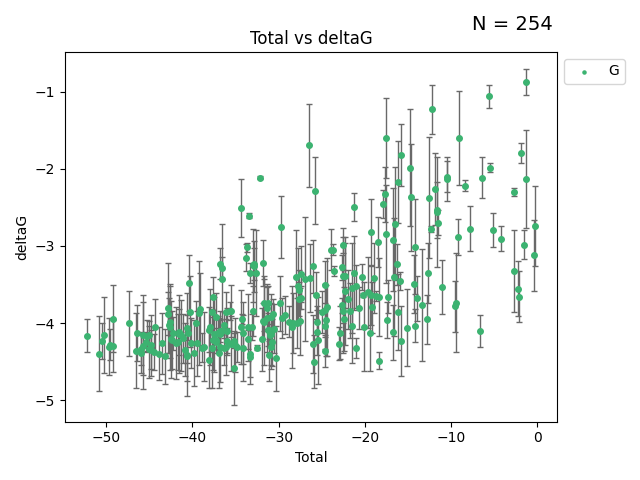 N = 254
Total vs deltaG
G
deltaG
−1
−2
−3
−4
−5
−50 −40 −30 −20 −10 0
Total